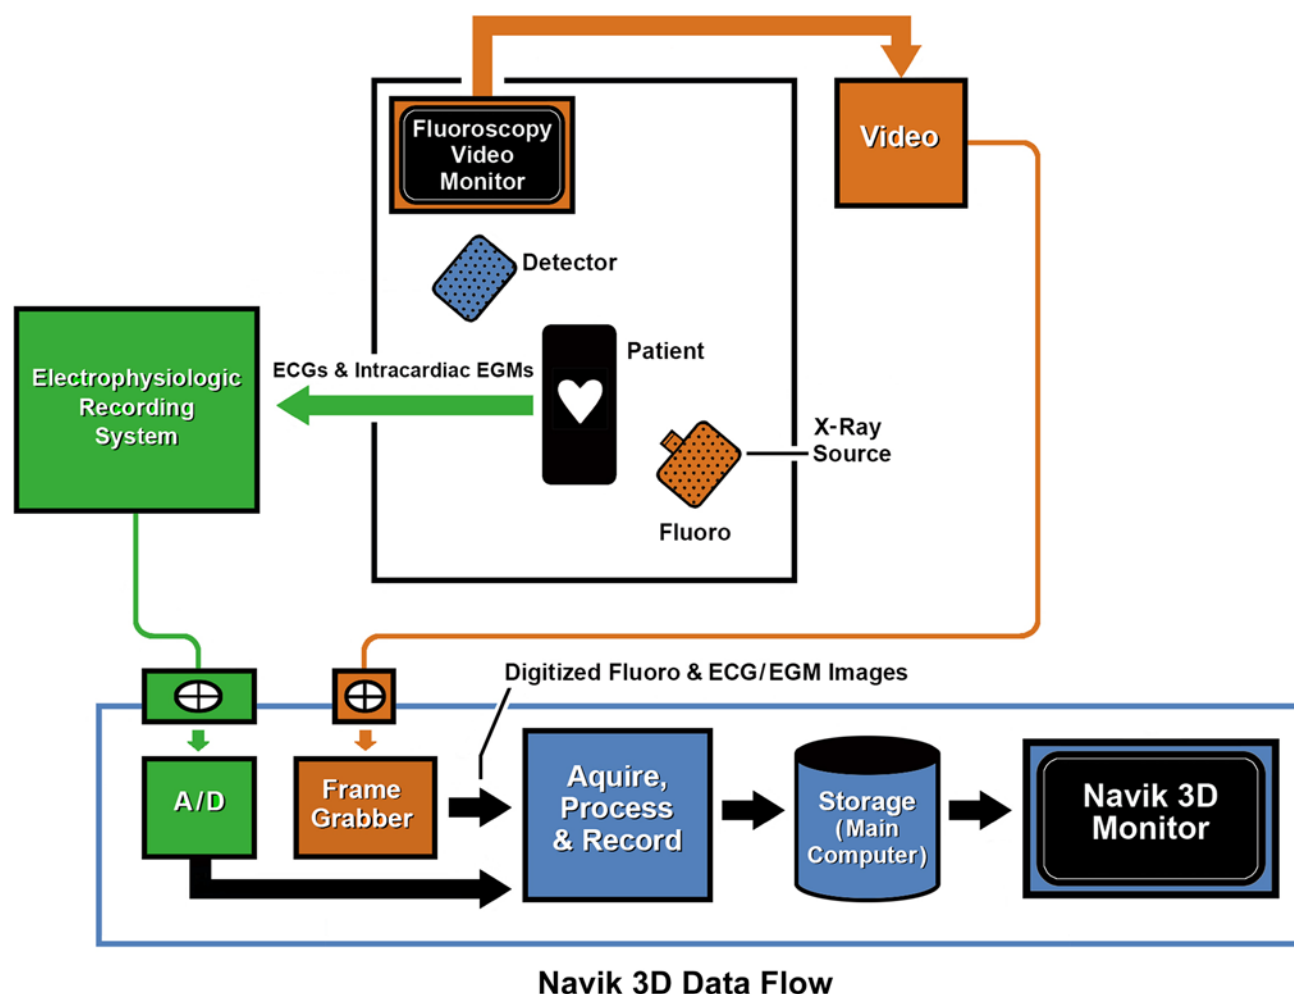 Fluoroscopy
Video
Monitor
Video
Detector
Electrophysiologic
Recording
System
ECGs & Intracardiac EGMs
Patient
X-Ray
Source
Fluoro
Digitized Fluoro & ECG/EGM Images
A/D
Frame
Grabber
Aquire,
Process
& Record
Storage
(Main
Computer)
Navik 3D
Monitor
Navik 3D Data Flow